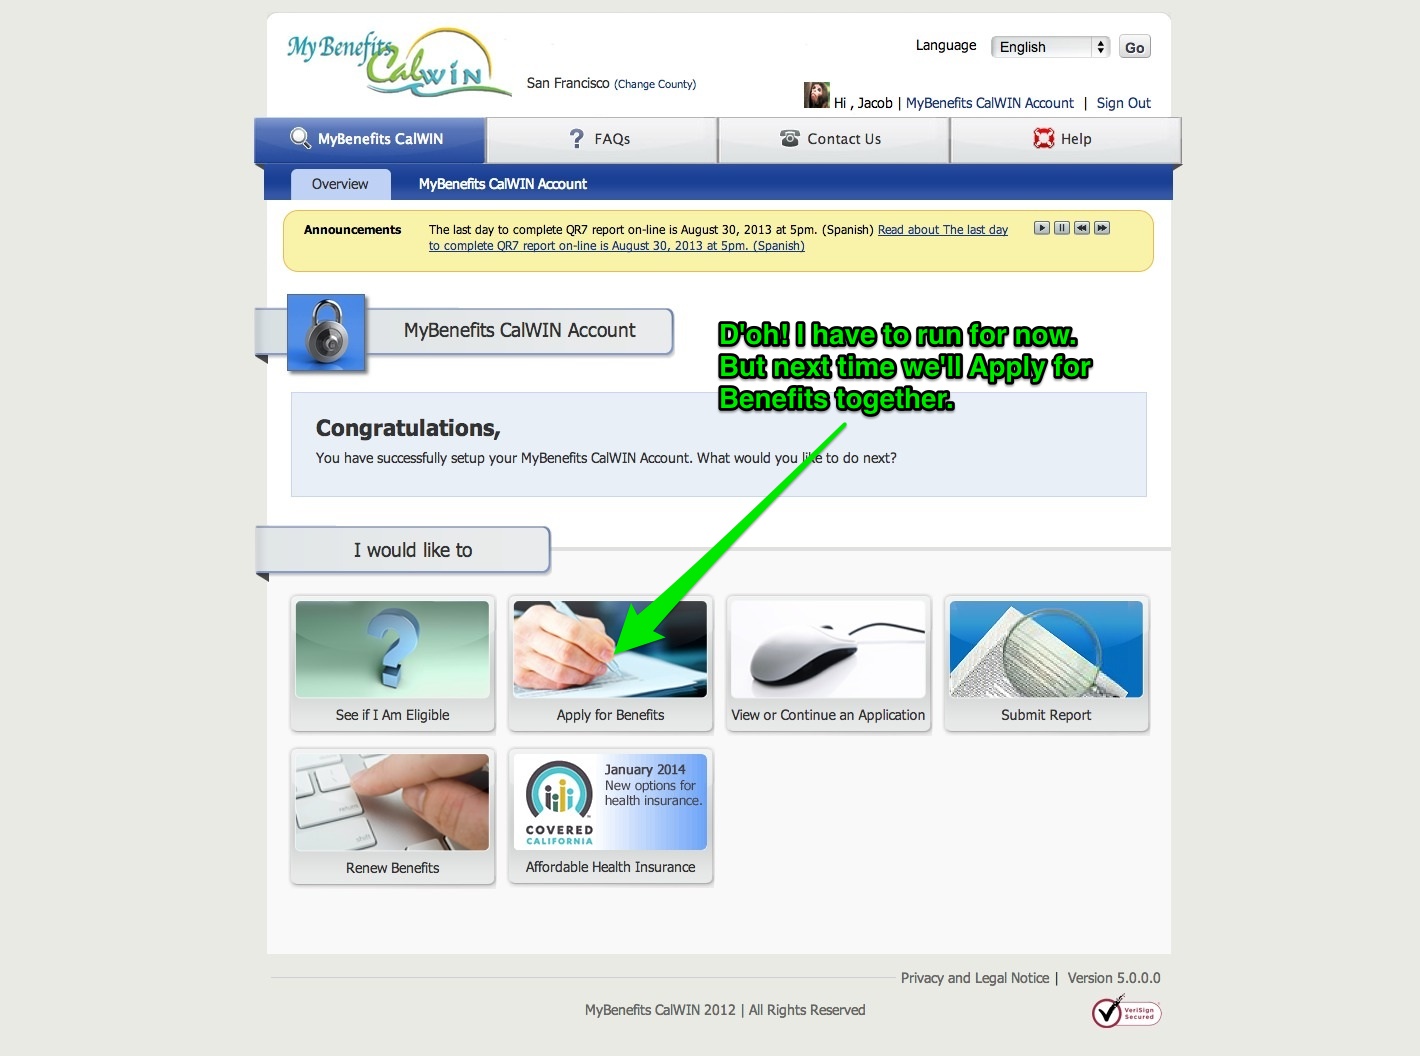 My Benefits
CalWIN
Language English Go
San Francisco (Change County)
Hi , Jacob | MyBenefits CalWIN Account | Sign Out
MyBenefits CalWIN
? FAQs
Contact Us
Help
Overview
MyBenefits CalWIN Account
Announcements
The last day to complete QR7 report on-line is August 30, 2013 at 5pm. (Spanish) Read about The last day
to complete QR7 report on-line is August 30, 2013 at 5pm. (Spanish)
MyBenefits CalWIN Account
D'oh! I have to run for now.
But next time we'll Apply for
Benefits together.
Congratulations,
You have successfully setup your MyBenefits CalWIN Account. What would you like to do next?
I would like to
See if I Am Eligible
Apply for Benefits
View or Continue an Application
Submit Report
return
shift
Renew Benefits
COVERED
CALIFORNIA
January 2014
New options for
health insurance.
Affordable Health Insurance
Privacy and Legal Notice | Version 5.0.0.0
MyBenefits CalWIN 2012 | All Rights Reserved
VeriSign
Secured